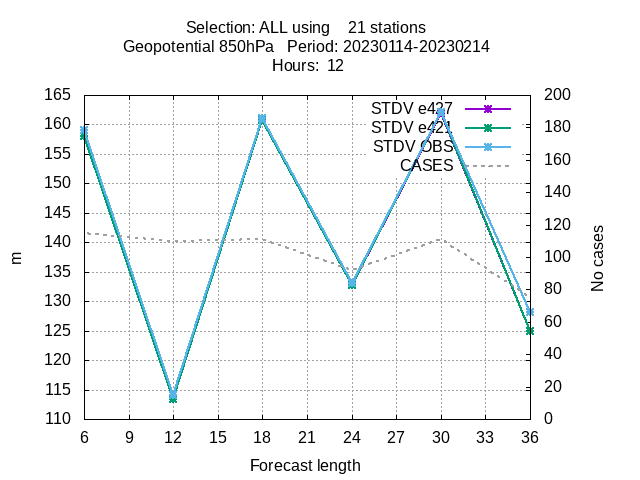 Selection: ALL using    21 stations
Geopotential 850hPa   Period: 20230114-20230214
Hours:  12
165 200
160 180
155 160
150 140
145 120
140 100
135 80
130 60
125 40
120 20
115 0
110
STDV e427
STDV e421
STDV OBS
CASES
m
No cases
6 9 12 15 18 21 24 27 30 33 36
Forecast length